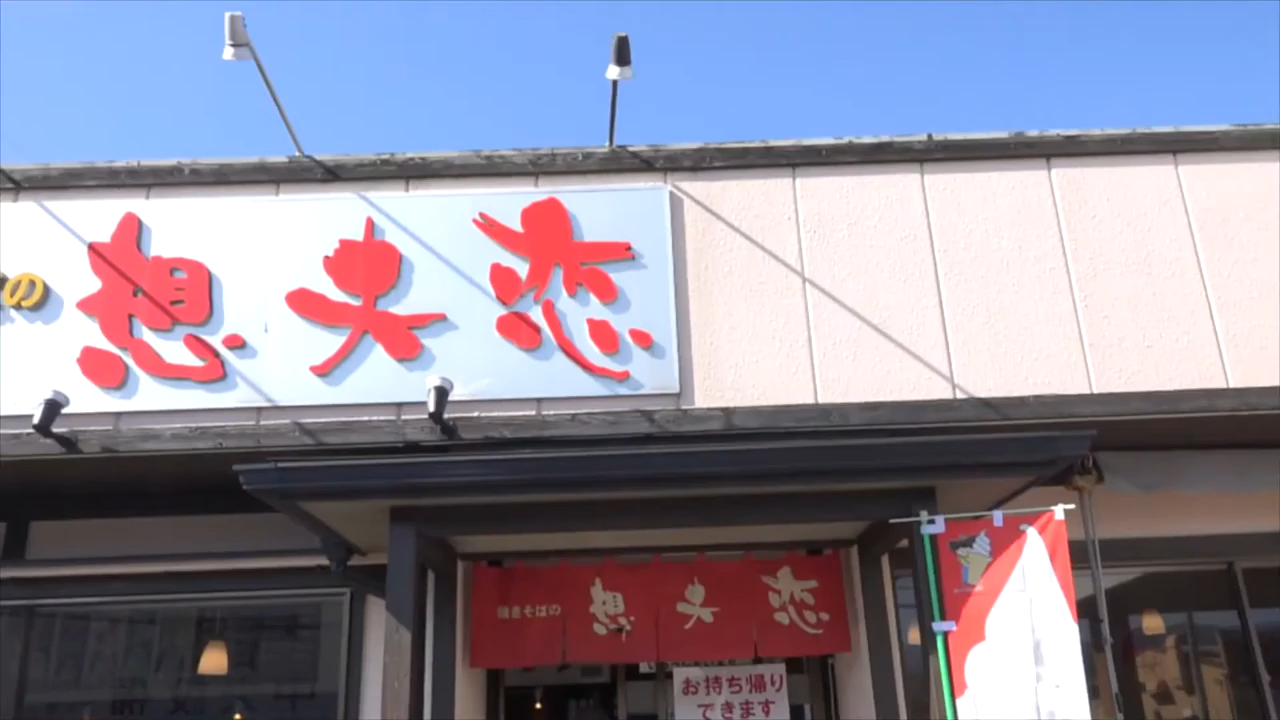 の
想夫恋
焼きそばの 想夫恋
お持ち帰り
できます